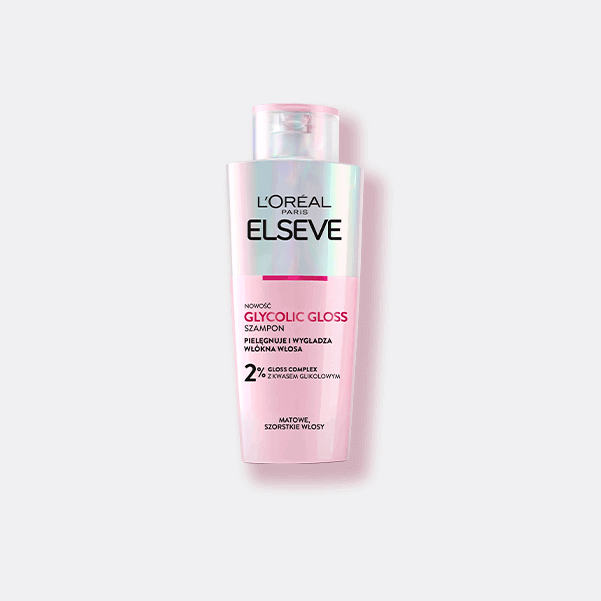 L'ORÉAL
PARIS
ELSEVE
NOWOŚĆ
GLYCOLIC GLOSS
SZAMPON
PIELĘGNUJE I WYGŁADZA
WŁÓKNA WŁOSA
2% GLOSS COMPLEX
Z KWASEM GLIKOLOWYM
MATOWE,
SZORSTKIE WŁOSY